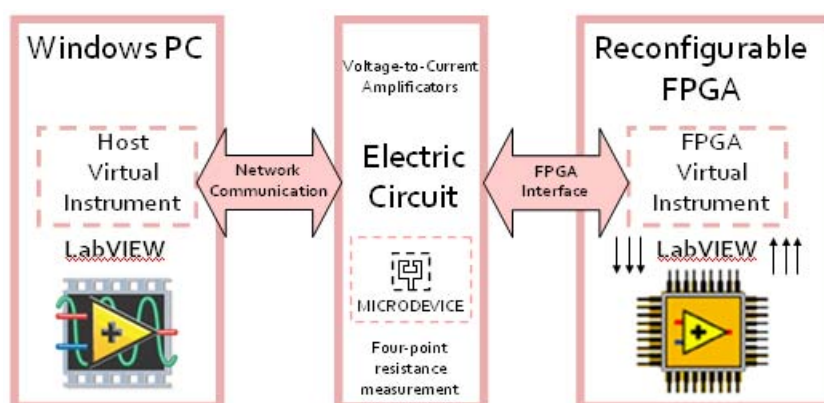 Windows PC
Host
Virtual
Instrument
LabVIEW
Network
Communication
Voltage-to-Current
Amplificators
Electric
Circuit
MICRODEVICE
Four-point
resistance
measurement
FPGA
Interface
Reconfigurable
FPGA
FPGA
Virtual
Instrument
LabVIEW